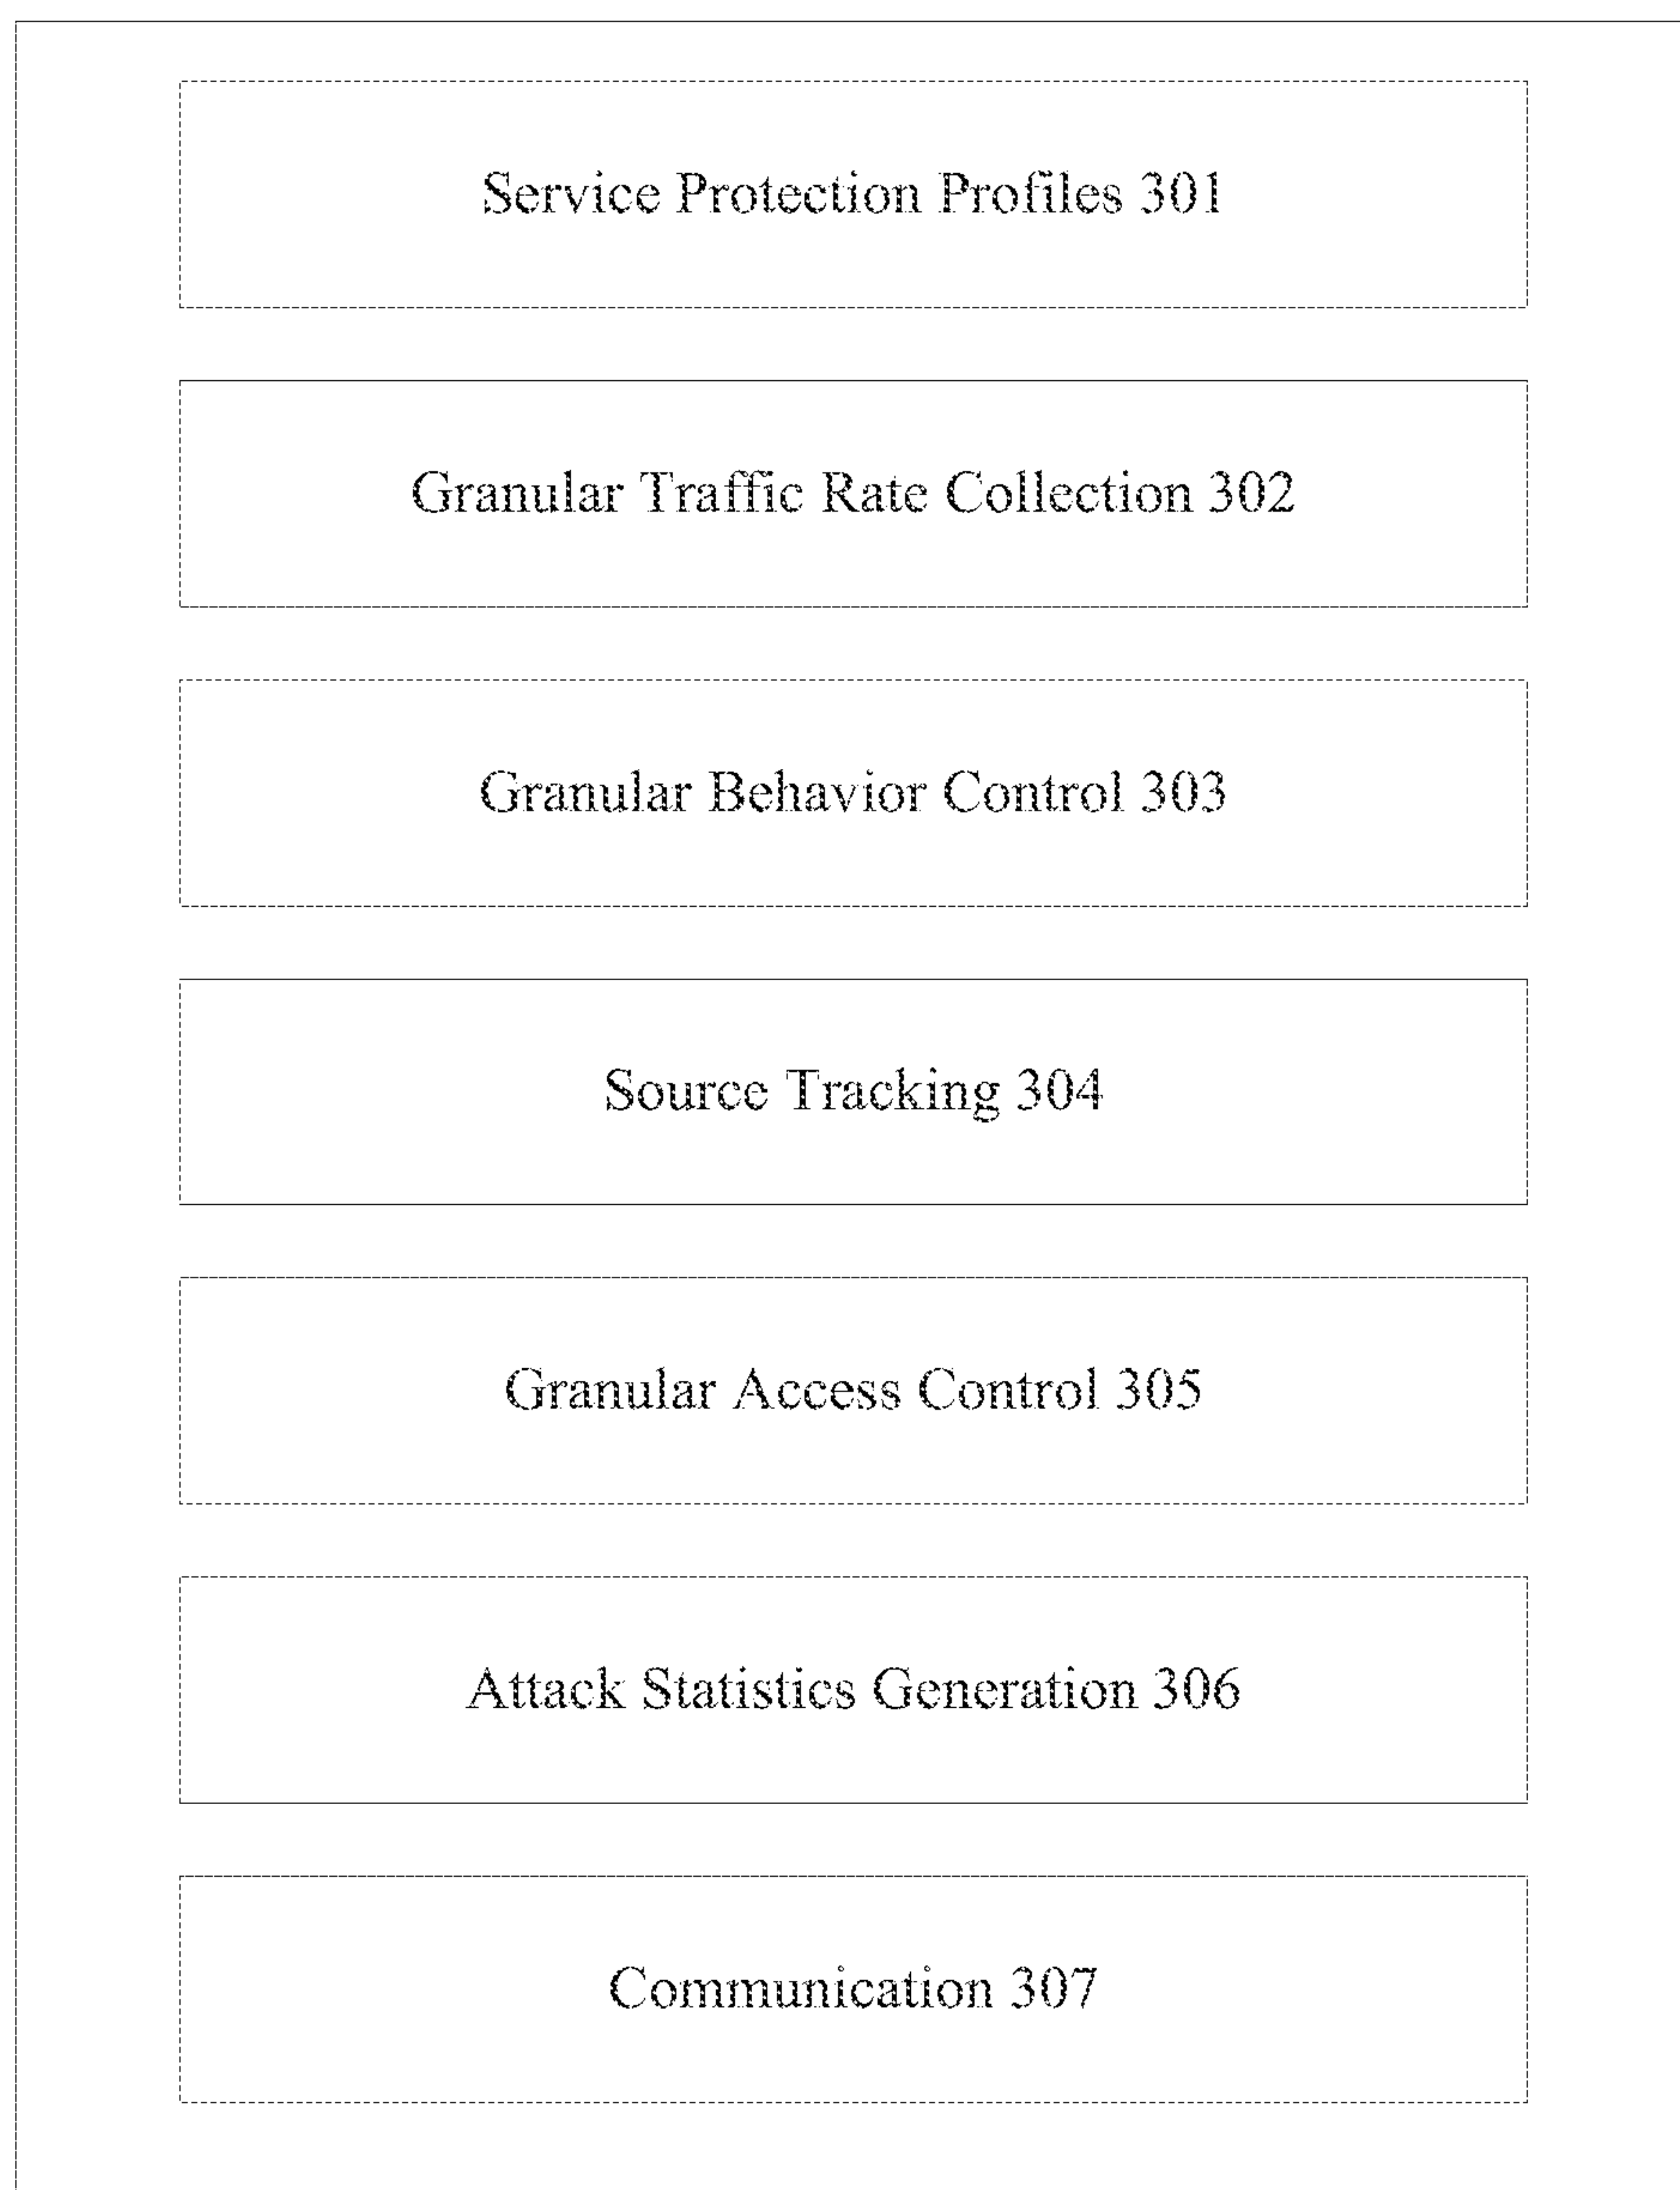 Service Protection Profiles 301
Granular Traffic Rate Collection 302
Granular Behavior Control 303
Source Tracking 304
Granular Access Control 305
Attack Statistics Generation 306
Communication 307